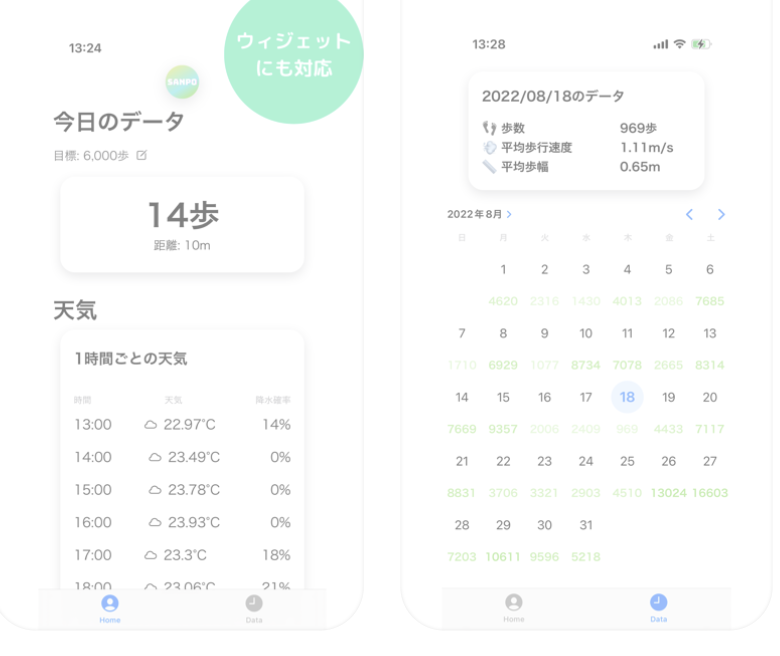 ウィジェット
にも対応
13:24
SANPO
今日のデータ
目標: 6,000歩
14歩
距離: 10m
天気
1時間ごとの天気
時間 天気 降水確率
13:00 22.97°C 14%
14:00 23.49°C 0%
15:00 23.78°C 0%
16:00 23.93°C 0%
17:00 23.3°C 18%
18:00 23.06°C 21%
Home Data
13:28
2022/08/18のデータ
歩数 969歩
平均歩行速度 1.11m/s
平均歩幅 0.65m
2022年8月
日 月 火 水 木 金 土
1 2 3 4 5 6
4620 2316 1430 4013 2086 7685
7 8 9 10 11 12 13
1710 6929 1077 8734 7078 2665 8314
14 15 16 17 18 19 20
7669 9357 2006 2409 969 4433 7117
21 22 23 24 25 26 27
8831 3706 3321 2903 4510 13024 16603
28 29 30 31
7203 10611 9596 5218
Home Data